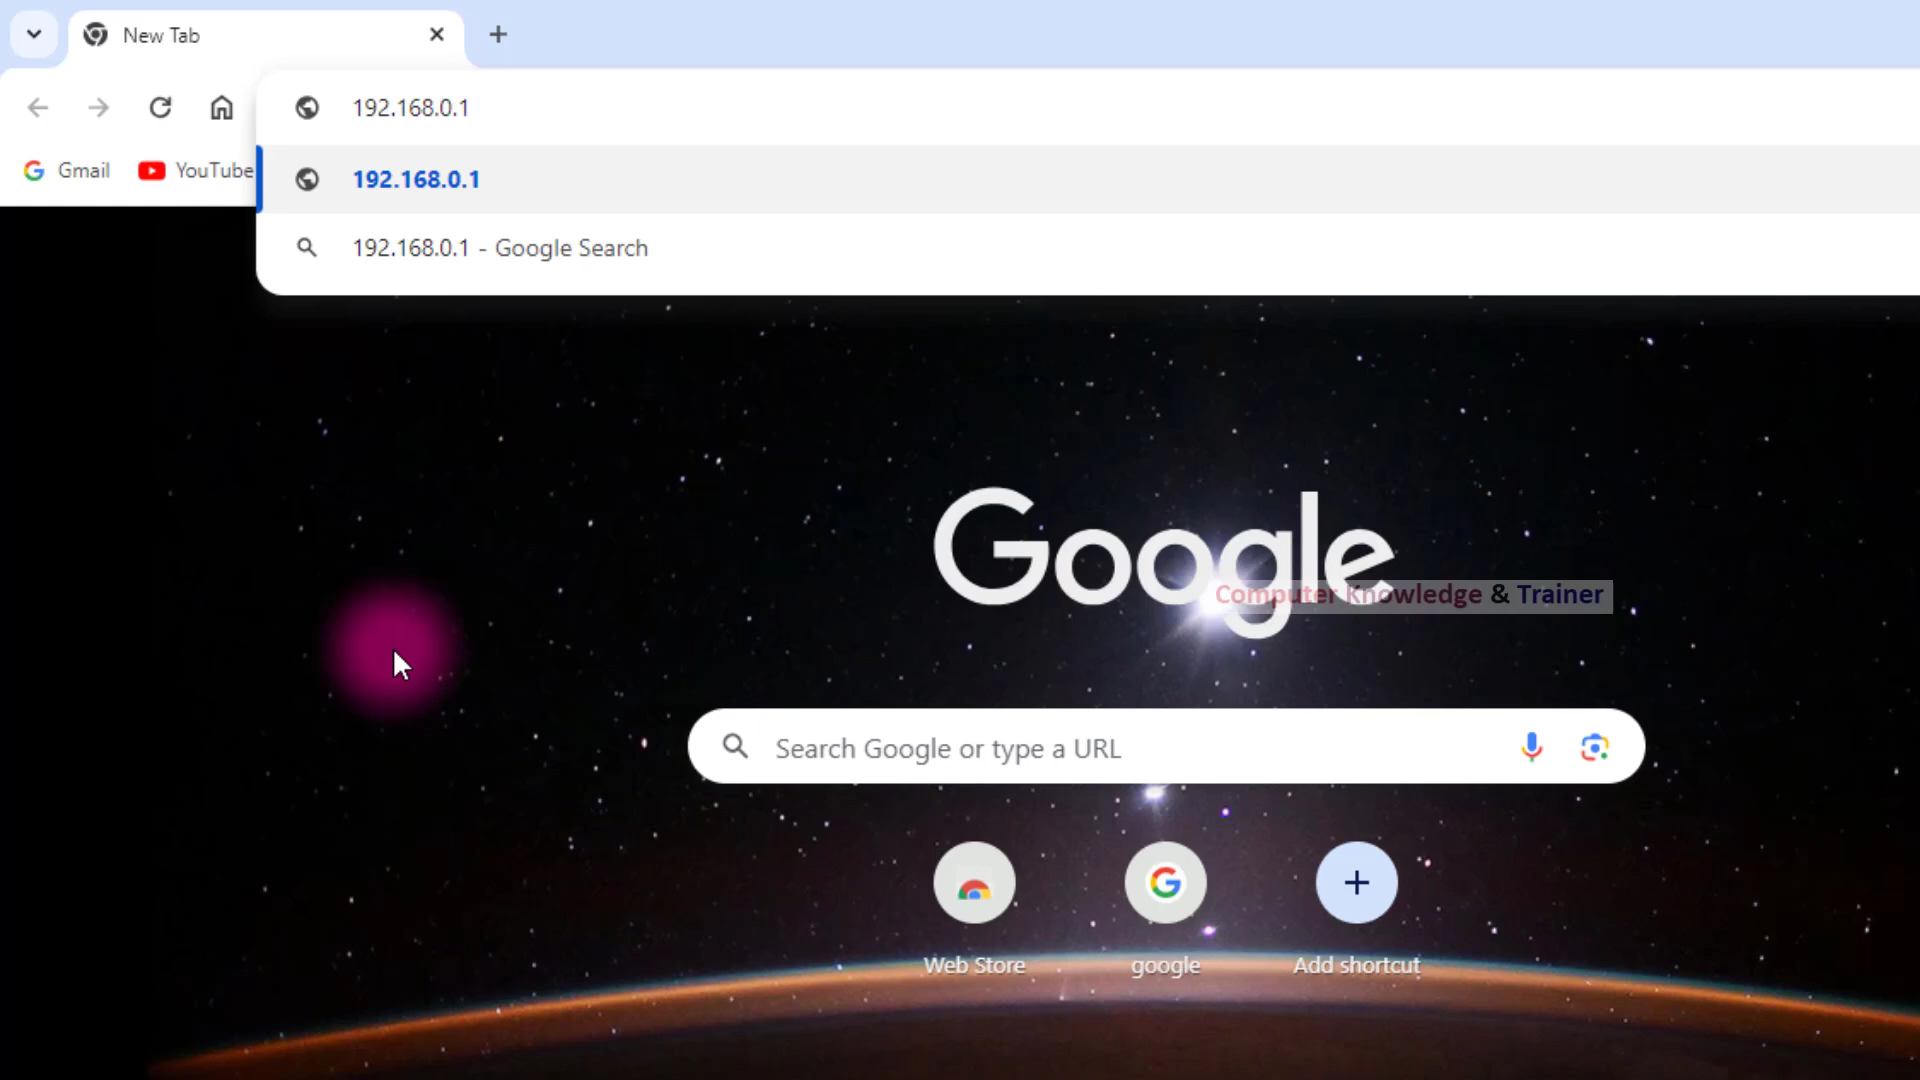 New Tab
192.168.0.1
Gmail YouTube
192.168.0.1
192.168.0.1 - Google Search
Google
Computer Knowledge & Trainer
Search Google or type a URL
Web Store google Add shortcut